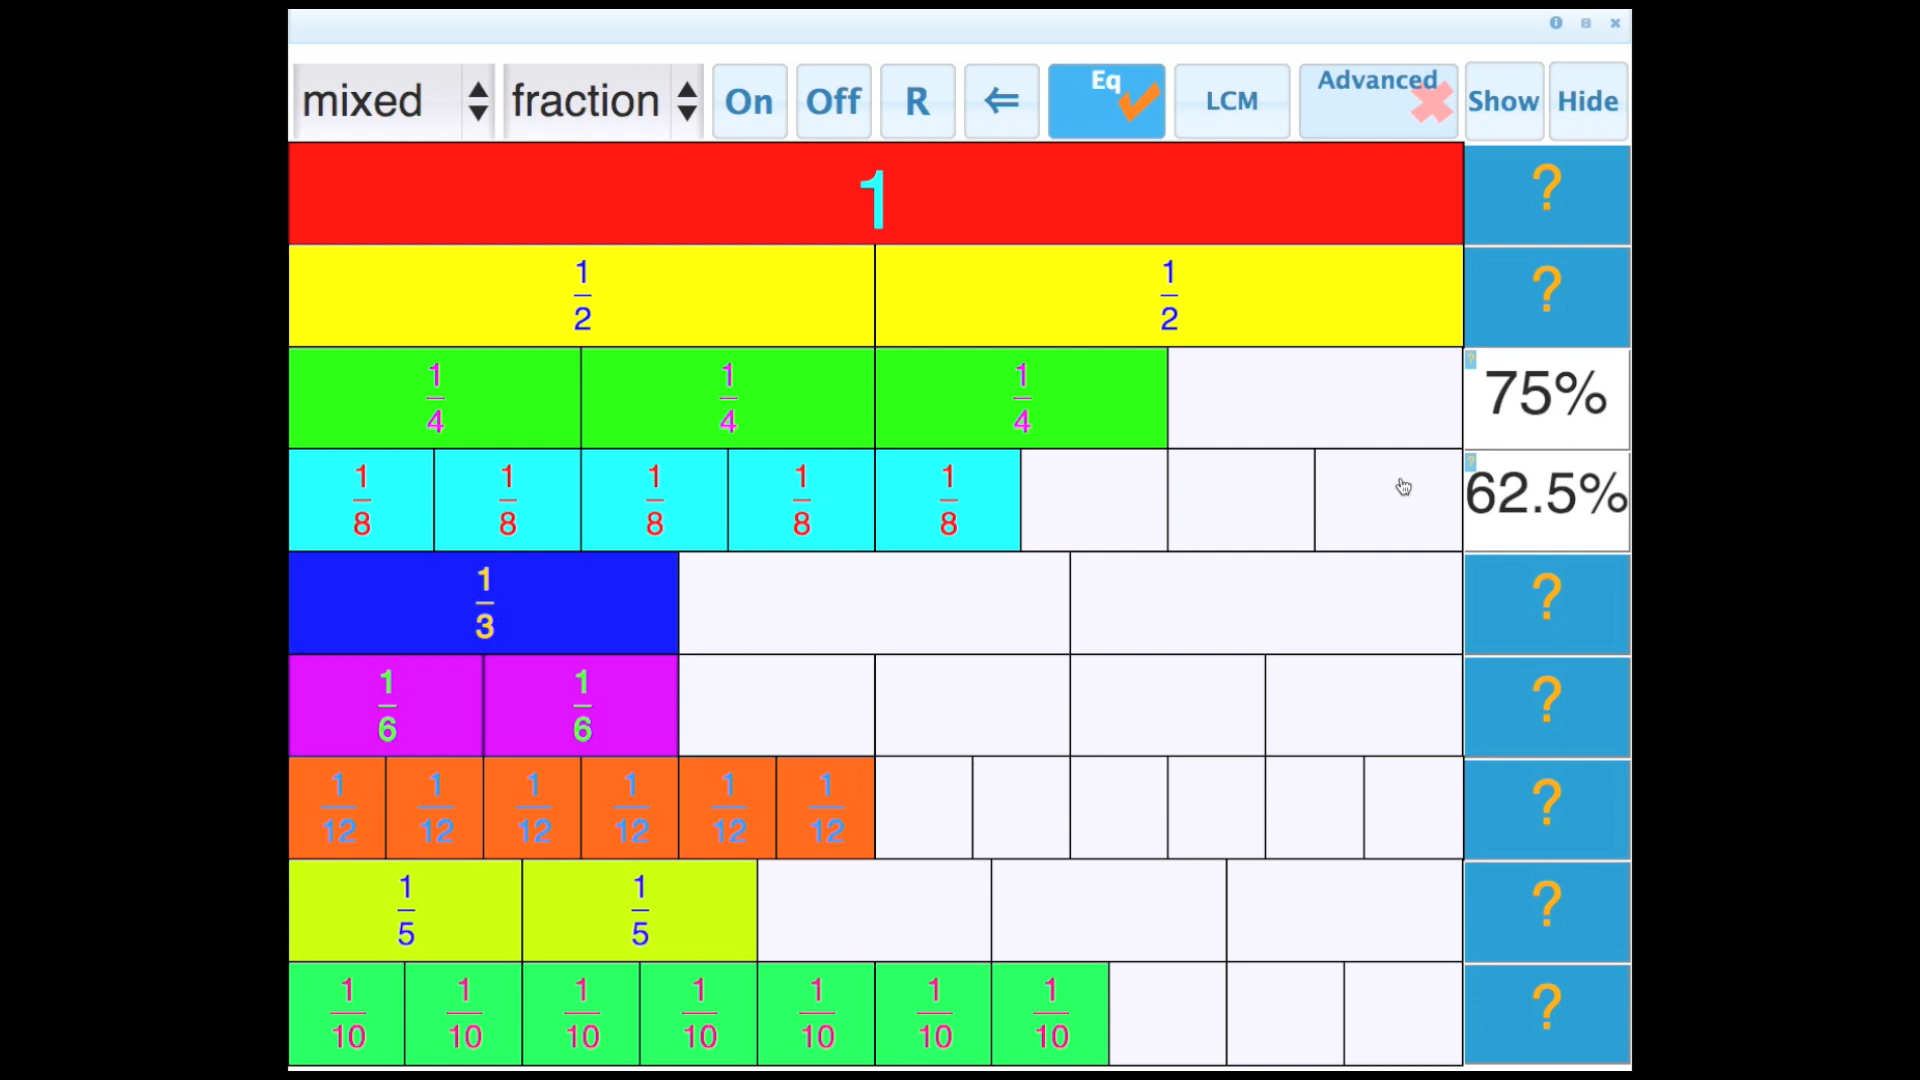 mixed fraction On Off R ⇐ Eq LCM Advanced Show Hide
1 ?
1/2 1/2 ?
1/4 1/4 1/4 ? 75%
1/8 1/8 1/8 1/8 1/8 ? 62.5%
1/3 ?
1/6 1/6 ?
1/12 1/12 1/12 1/12 1/12 1/12 ?
1/5 1/5 ?
1/10 1/10 1/10 1/10 1/10 1/10 1/10 ?